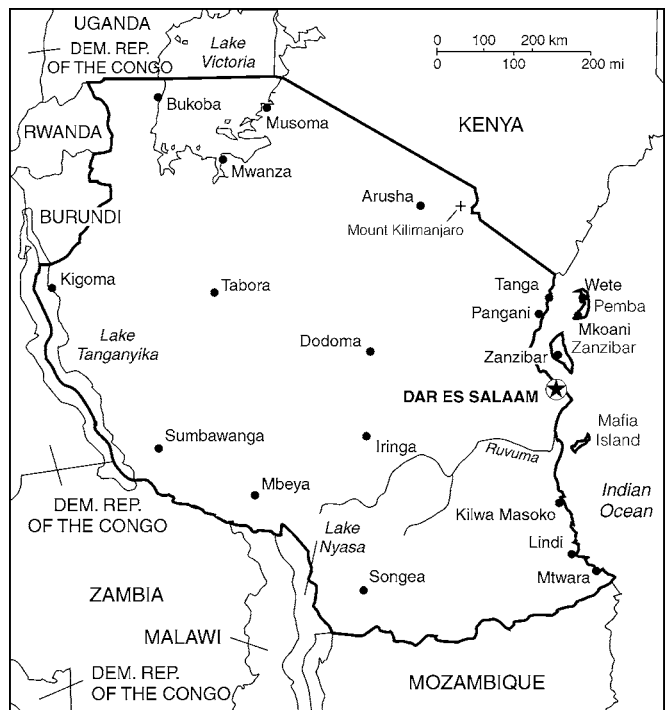 UGANDA
DEM. REP.
OF THE CONGO
Lake
Victoria
0 100 200 km
0 100 200 mi
Bukoba
Musoma
KENYA
RWANDA
Mwanza
Arusha
Mount Kilimanjaro
BURUNDI
Kigoma
Tabora
Tanga
Wete
Pangani
Pemba
Mkoani
Lake
Tanganyika
Dodoma
Zanzibar
Zanzibar
DAR ES SALAAM
Mafia
Island
Sumbawanga
Iringa
Ruvuma
Mbeya
Indian
Ocean
DEM. REP.
OF THE CONGO
Kilwa Masoko
Lake
Nyasa
Lindi
Songea
Mtwara
ZAMBIA
MALAWI
DEM. REP.
OF THE CONGO
MOZAMBIQUE